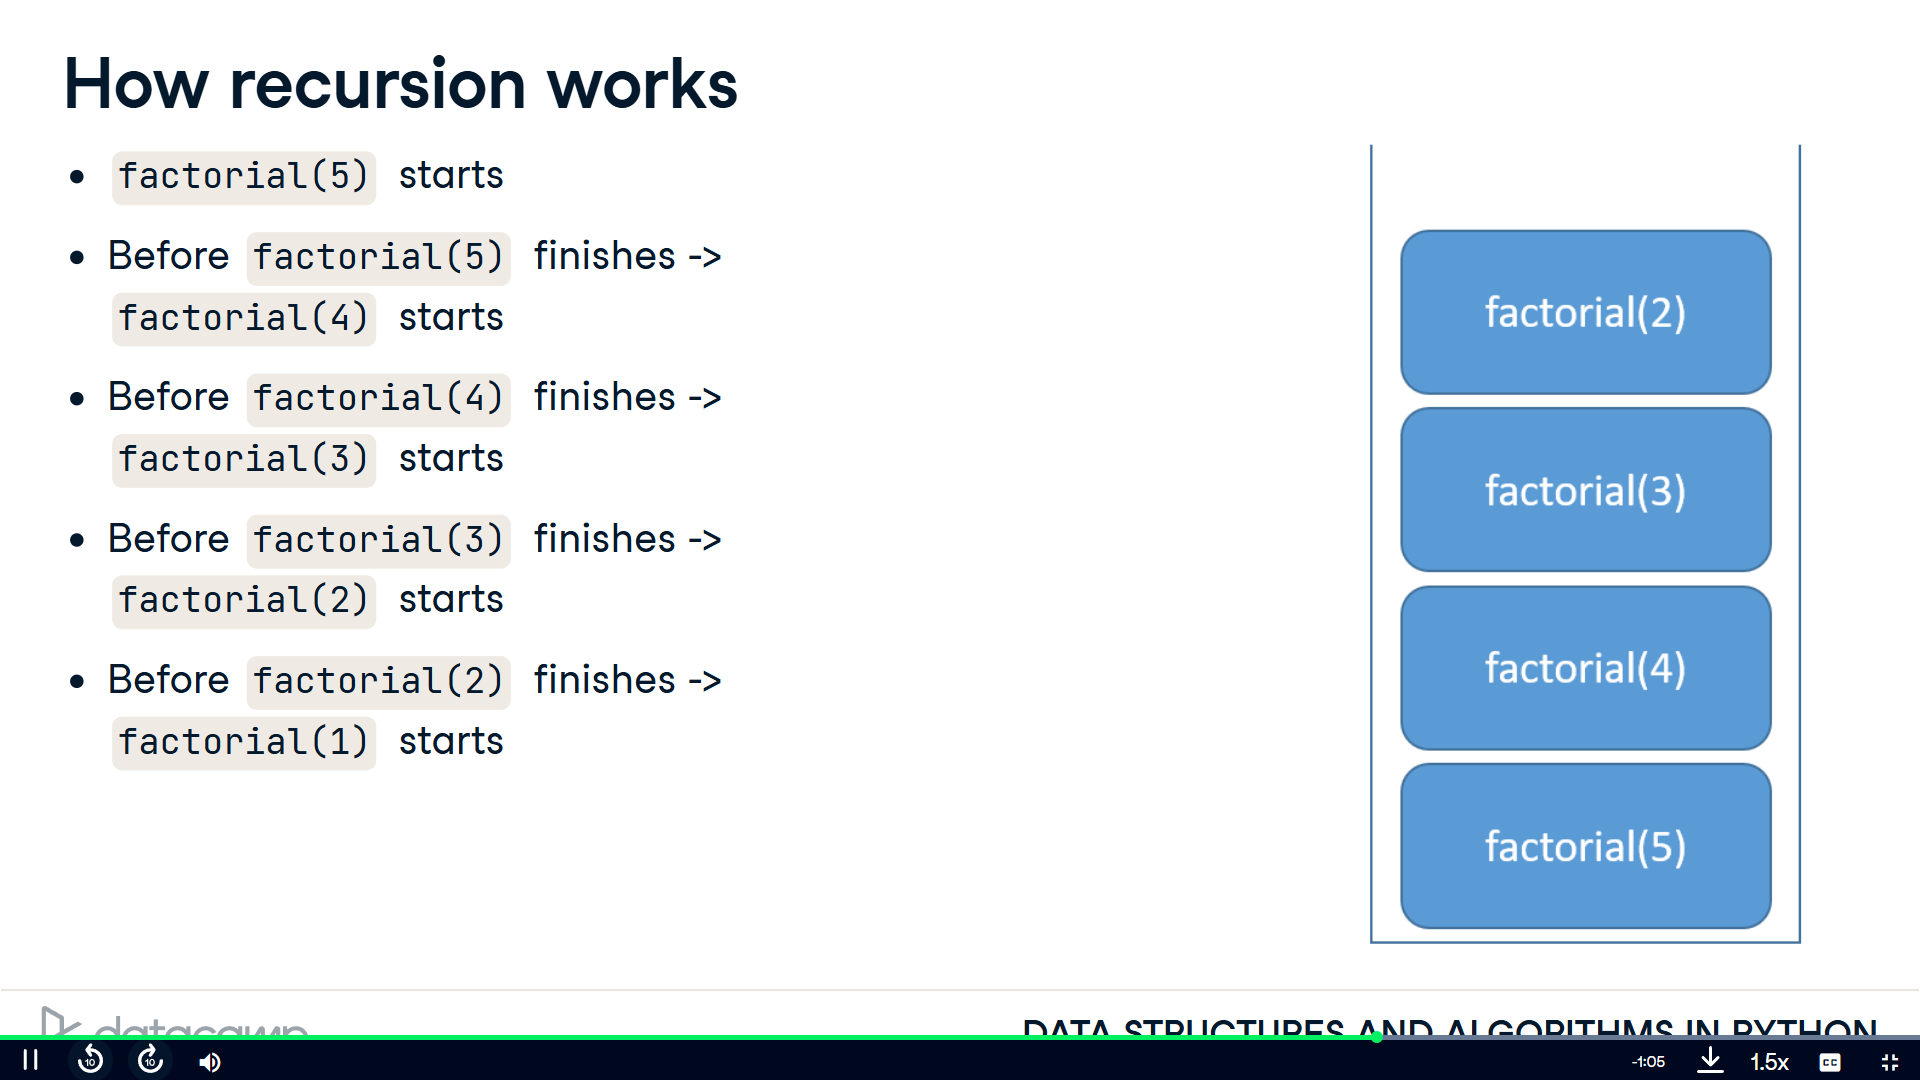 How recursion works
• factorial(5) starts
• Before factorial(5) finishes ->
factorial(4) starts
• Before factorial(4) finishes ->
factorial(3) starts
• Before factorial(3) finishes ->
factorial(2) starts
• Before factorial(2) finishes ->
factorial(1) starts
factorial(2)
factorial(3)
factorial(4)
factorial(5)
datacamp
DATA STRUCTURES AND ALGORITHMS IN PYTHON
10
10
-1:05
1.5x
CC